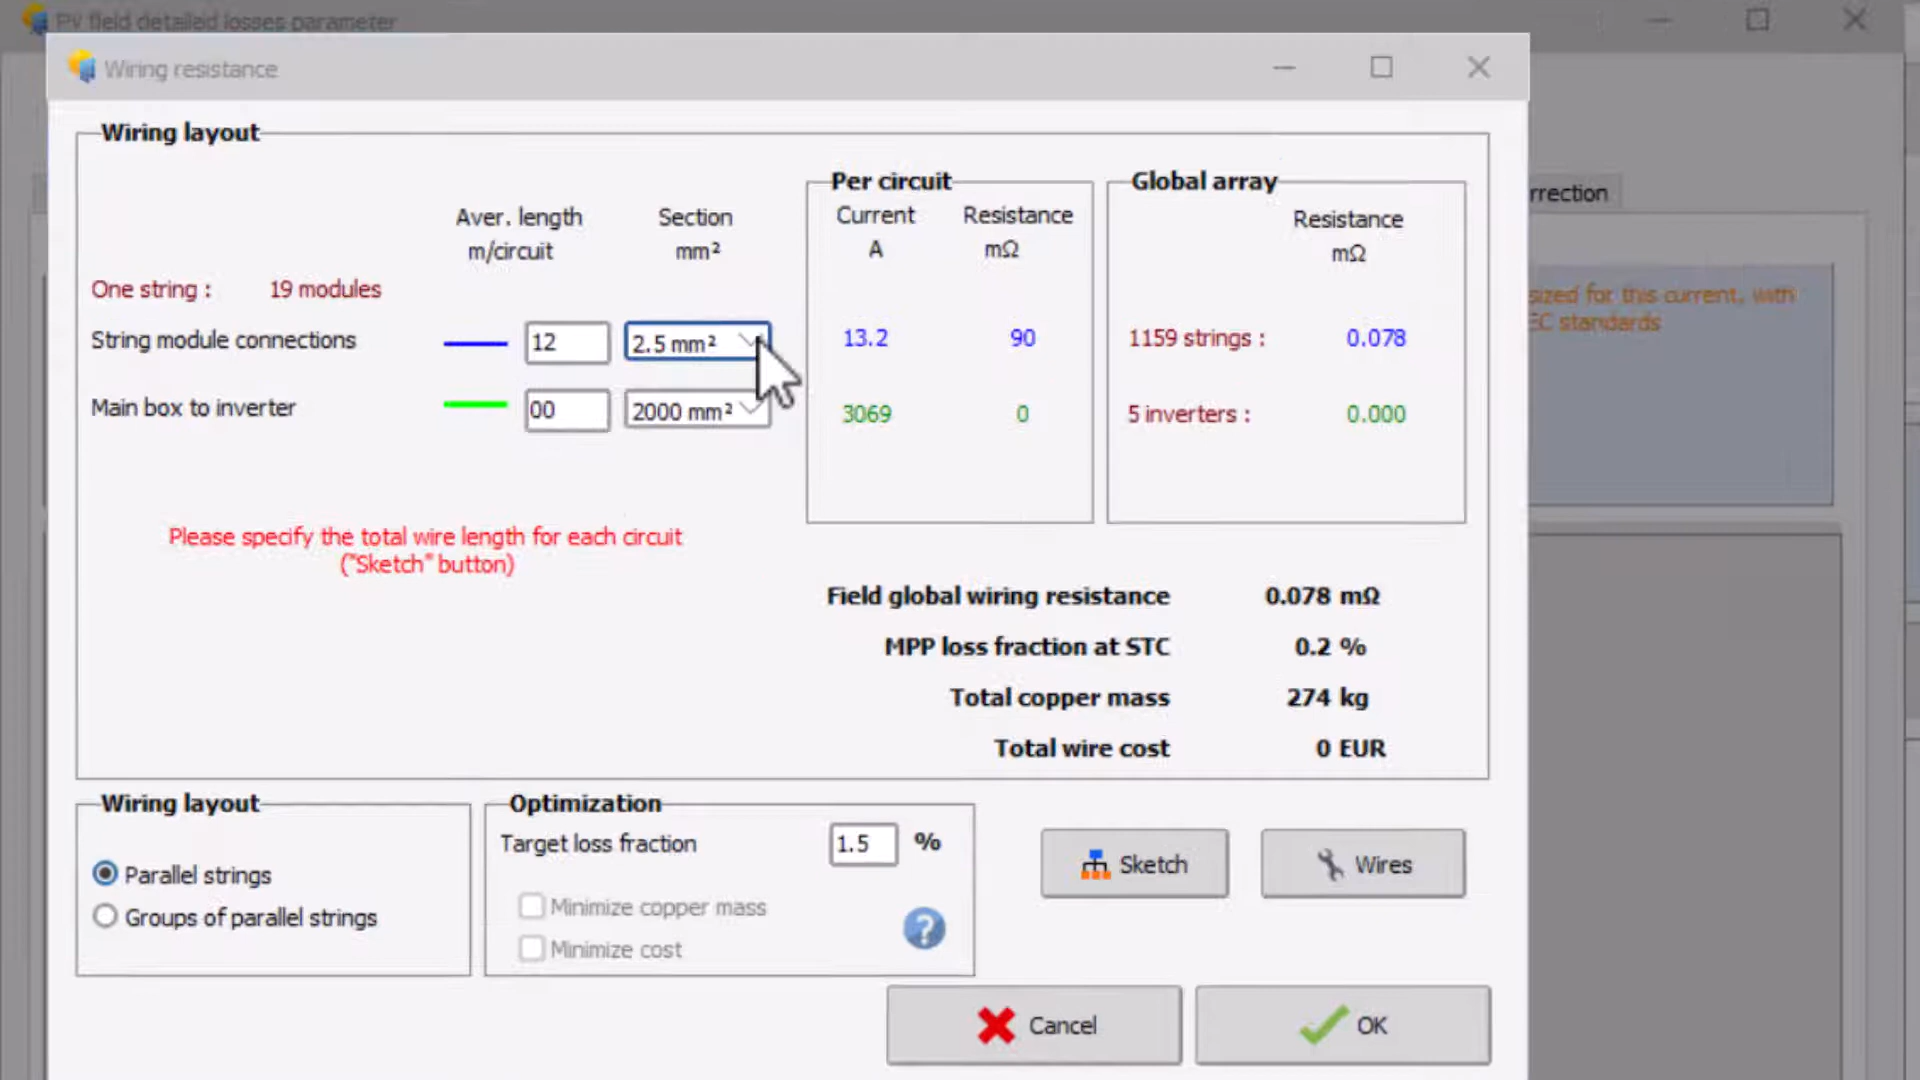 PV field detailed losses parameter
Wiring resistance
Wiring layout
Per circuit
Global array
rrection
Aver. length
m/circuit
Section
mm²
Current
A
Resistance
mΩ
Resistance
mΩ
One string : 19 modules
sized for this current, with
EC standards
String module connections 12 2.5 mm² 13.2 90 1159 strings : 0.078
Main box to inverter 00 2000 mm² 3069 0 5 inverters : 0.000
Please specify the total wire length for each circuit
("Sketch" button)
Field global wiring resistance 0.078 mΩ
MPP loss fraction at STC 0.2 %
Total copper mass 274 kg
Total wire cost 0 EUR
Wiring layout
Parallel strings
Groups of parallel strings
Optimization
Target loss fraction 1.5 %
Minimize copper mass
Minimize cost
?
Sketch
Wires
Cancel
OK